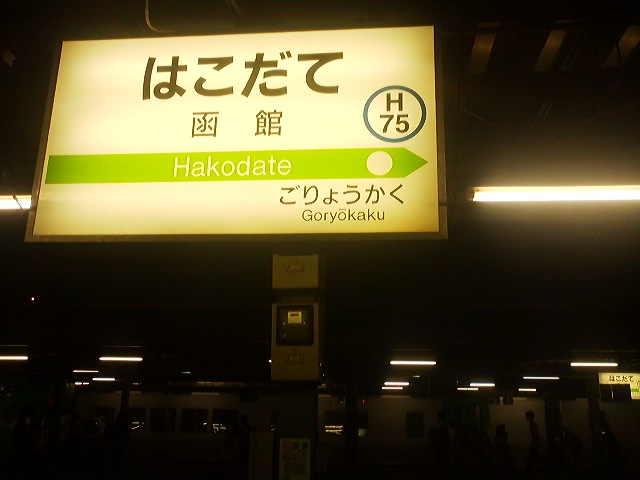 はこだて
函館
H
75
Hakodate
ごりょうかく
Goryōkaku
はこだて